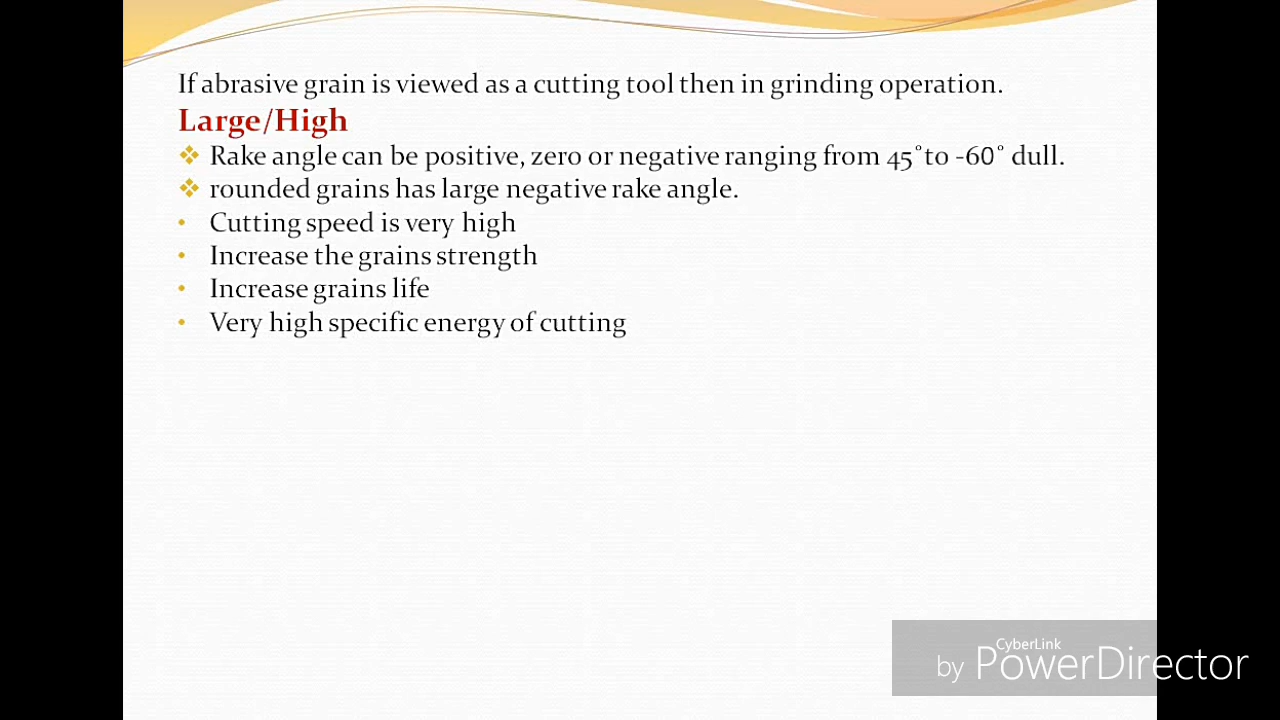 If abrasive grain is viewed as a cutting tool then in grinding operation.
Large/High
❖ Rake angle can be positive, zero or negative ranging from 45˚to -60˚ dull.
❖ rounded grains has large negative rake angle.
• Cutting speed is very high
• Increase the grains strength
• Increase grains life
• Very high specific energy of cutting
CyberLink
by PowerDirector